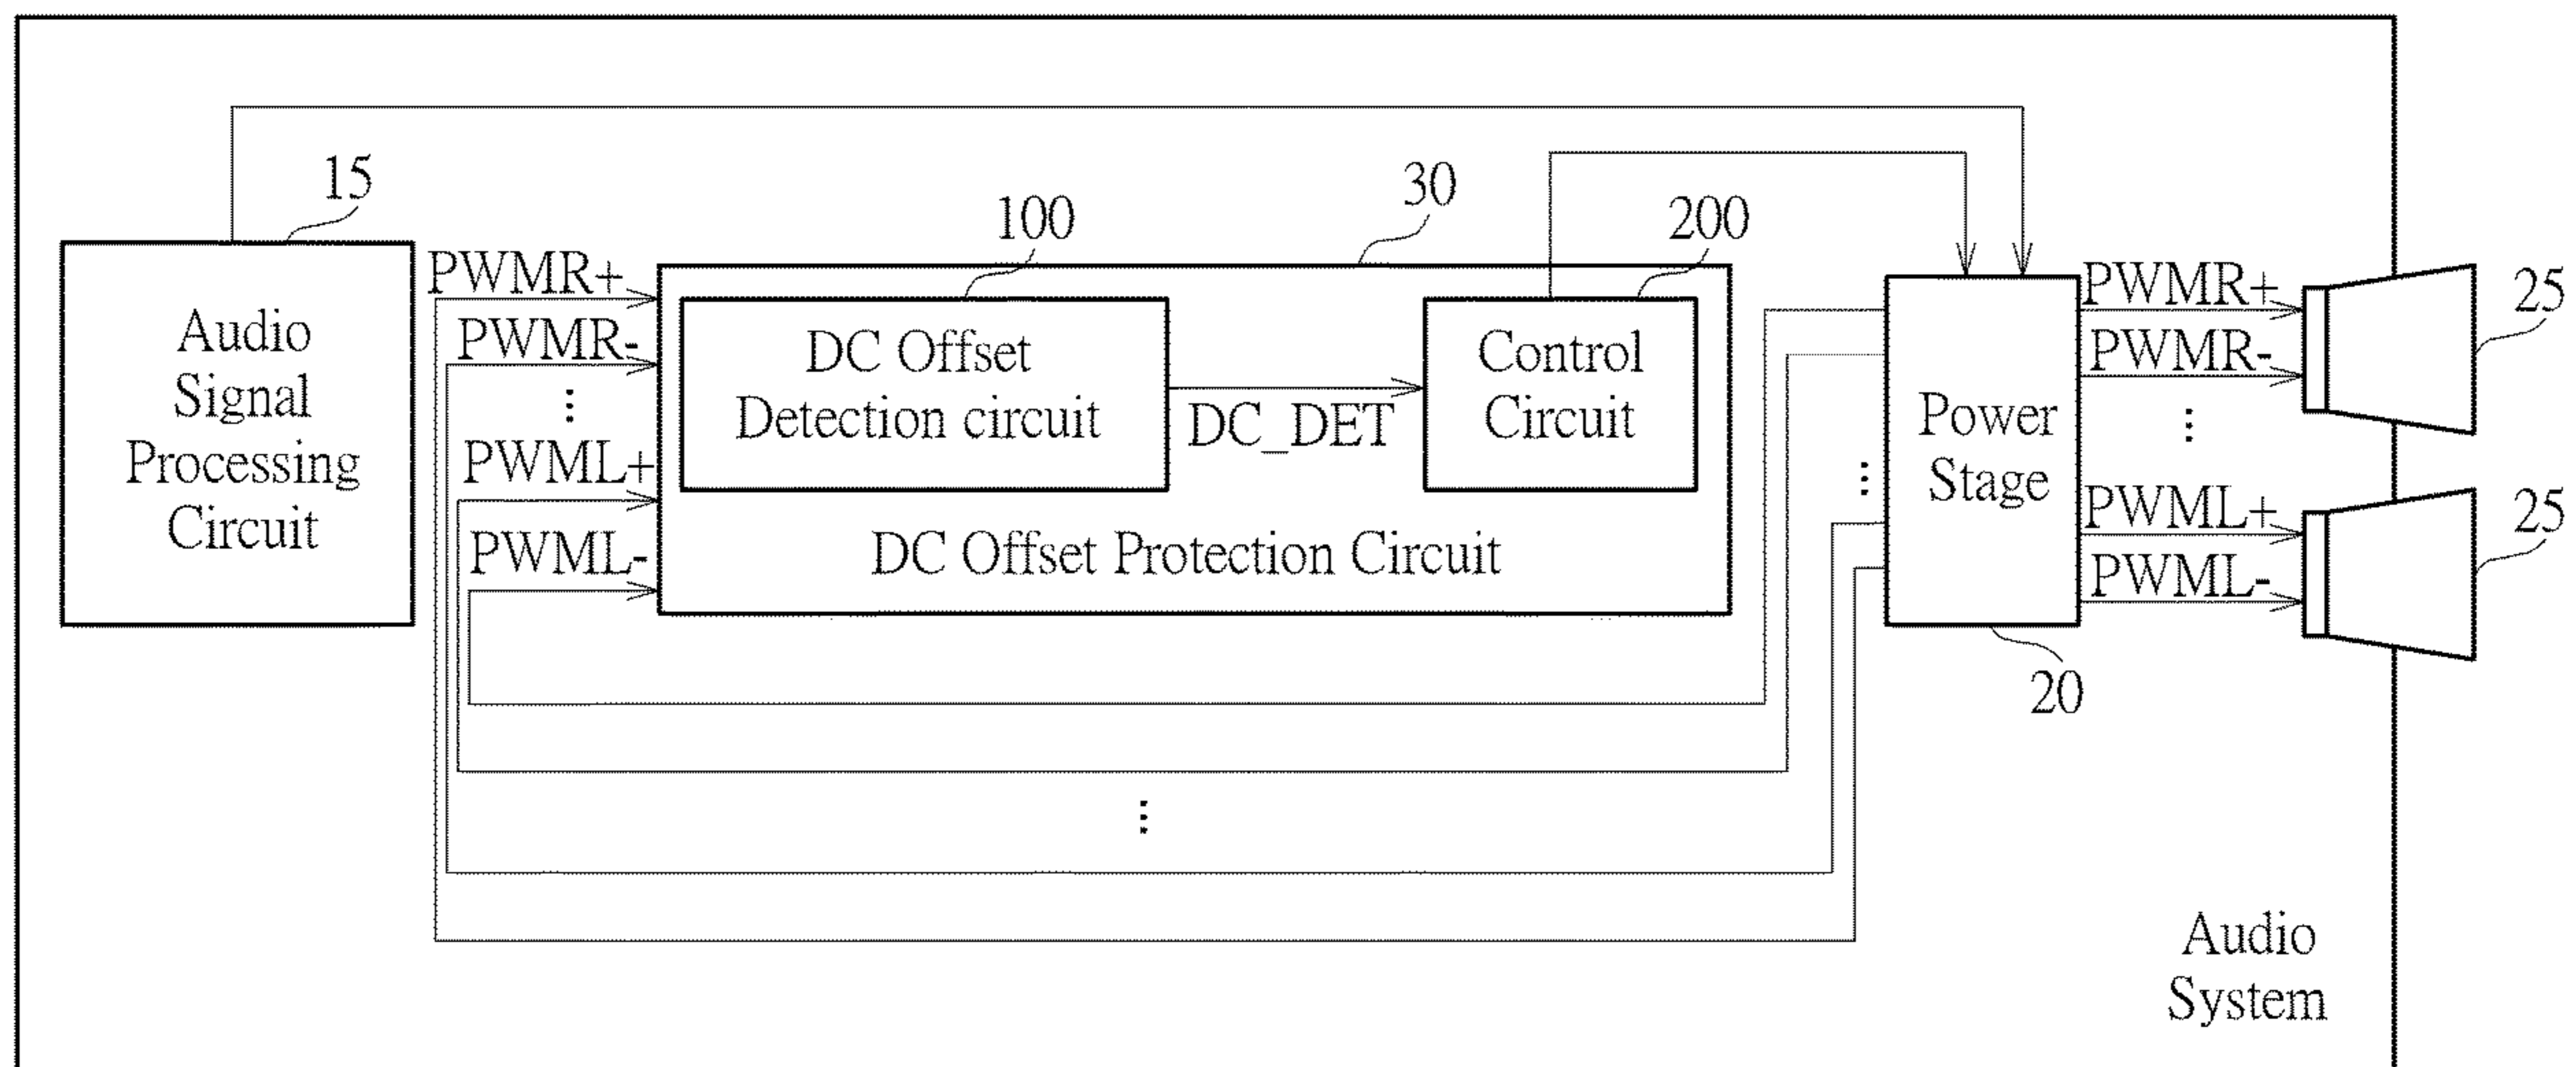 15
Audio
Signal
Processing
Circuit
PWMR+
PWMR-
...
PWML+
PWML-
30
100
DC Offset
Detection circuit
DC_DET
200
Control
Circuit
DC Offset Protection Circuit
...
...
Power
Stage
20
PWMR+
PWMR-
...
PWML+
PWML-
25
25
Audio
System